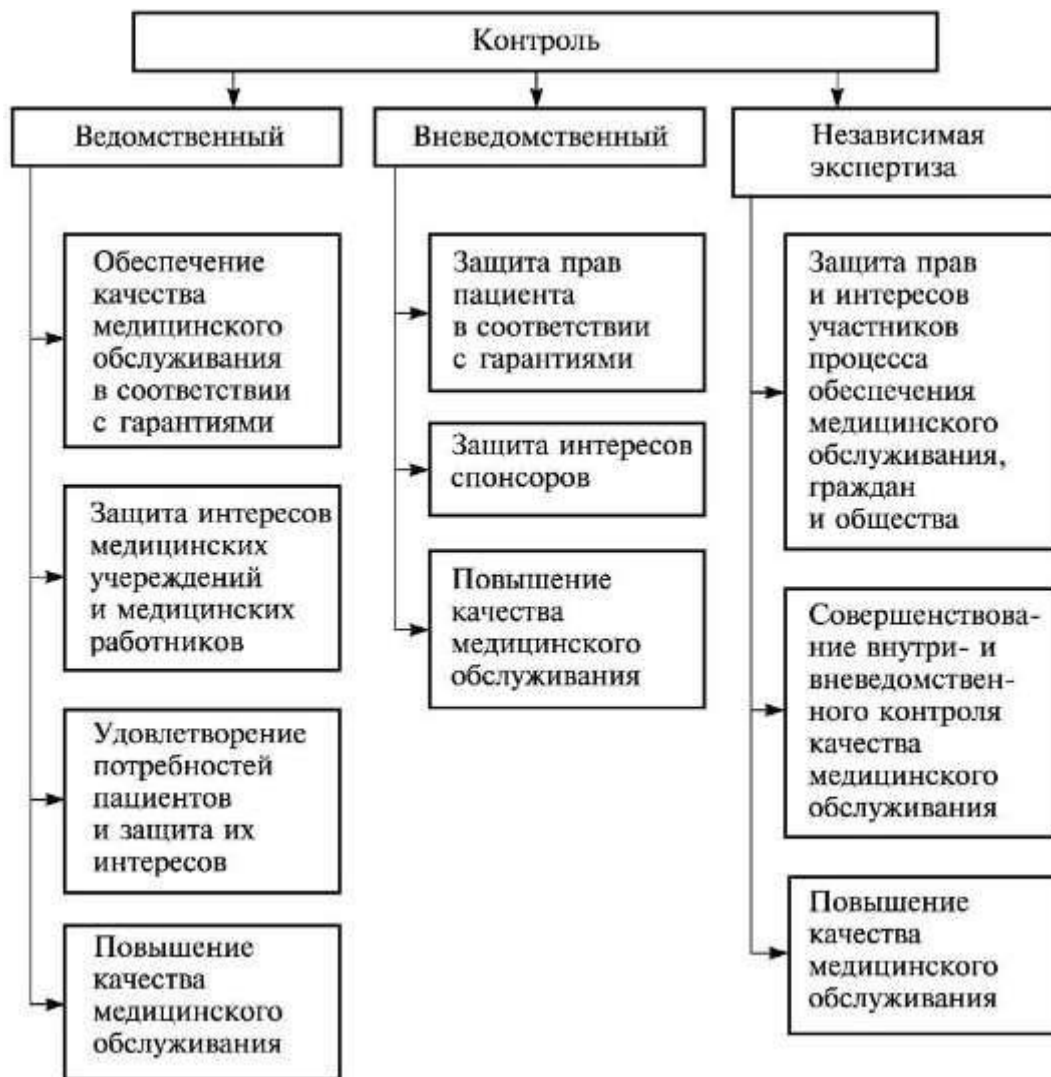 Контроль
Ведомственный
Обеспечение
качества
медицинского
обслуживания
в соответствии
с гарантиями
Защита интересов
медицинских
учереждений
и медицинских
работников
Удовлетворение
потребностей
пациентов
и защита их
интересов
Повышение
качества
медицинского
обслуживания
Вневедомственный
Защита прав
пациента
в соответствии
с гарантиями
Защита интересов
спонсоров
Повышение
качества
медицинского
обслуживания
Независимая
экспертиза
Защита прав
и интересов
участников
процесса
обеспечения
медицинского
обслуживания,
граждан
и общества
Совершенствова-
ние внутри- и
вневедомствен-
ного контроля
качества
медицинского
обслуживания
Повышение
качества
медицинского
обслуживания